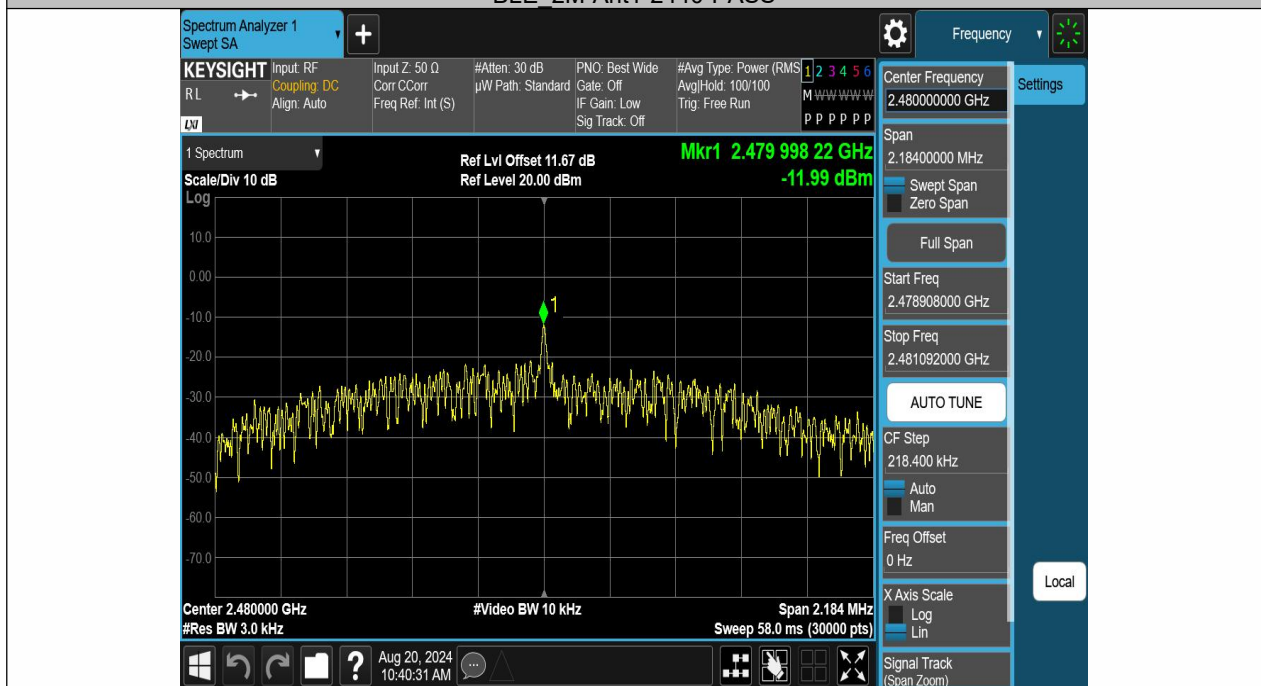 Spectrum Analyzer 1
Swept SA
Frequency
KEYSIGHT
RL
LXI
Input: RF
Coupling: DC
Align: Auto
Input Z: 50 Ω
Corr CCorr
Freq Ref: Int (S)
#Atten: 30 dB
µW Path: Standard
PNO: Best Wide
Gate: Off
IF Gain: Low
Sig Track: Off
#Avg Type: Power (RMS
Avg|Hold: 100/100
Trig: Free Run
1 2 3 4 5 6
M W W W W W
P P P P P P
1 Spectrum
Scale/Div 10 dB
Ref Lvl Offset 11.67 dB
Ref Level 20.00 dBm
Mkr1 2.479 998 22 GHz
-11.99 dBm
Log
10.0
0.00
-10.0
-20.0
-30.0
-40.0
-50.0
-60.0
-70.0
1
Center 2.480000 GHz
#Res BW 3.0 kHz
#Video BW 10 kHz
Span 2.184 MHz
Sweep 58.0 ms (30000 pts)
Aug 20, 2024
10:40:31 AM
Center Frequency
2.480000000 GHz
Settings
Span
2.18400000 MHz
Swept Span
Zero Span
Full Span
Start Freq
2.478908000 GHz
Stop Freq
2.481092000 GHz
AUTO TUNE
CF Step
218.400 kHz
Auto
Man
Freq Offset
0 Hz
Local
X Axis Scale
Log
Lin
Signal Track
(Span Zoom)